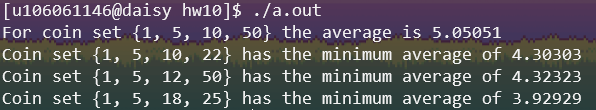 [u106061146@daisy hw10]$ ./a.out
For coin set {1, 5, 10, 50} the average is 5.05051
Coin set {1, 5, 10, 22} has the minimum average of 4.30303
Coin set {1, 5, 12, 50} has the minimum average of 4.32323
Coin set {1, 5, 18, 25} has the minimum average of 3.92929